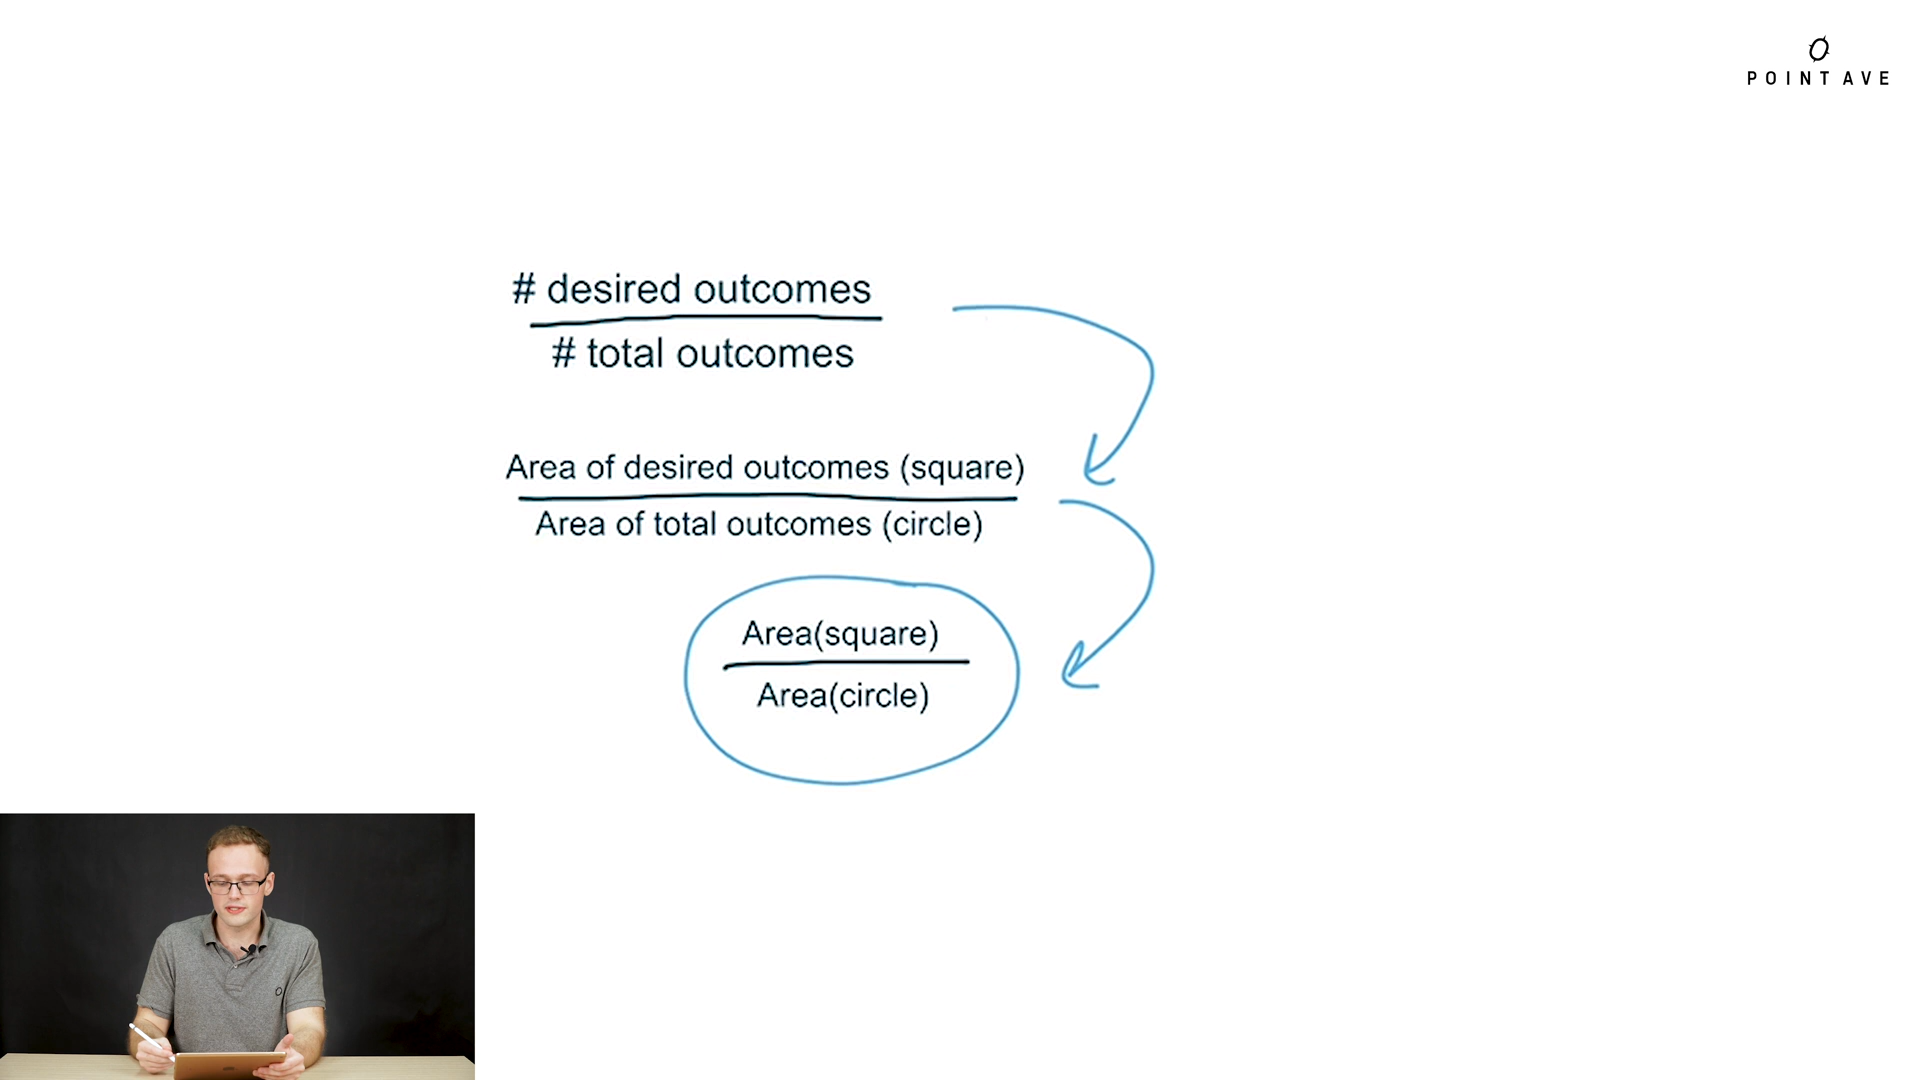 POINT AVE
# desired outcomes
# total outcomes
Area of desired outcomes (square)
Area of total outcomes (circle)
Area(square)
Area(circle)